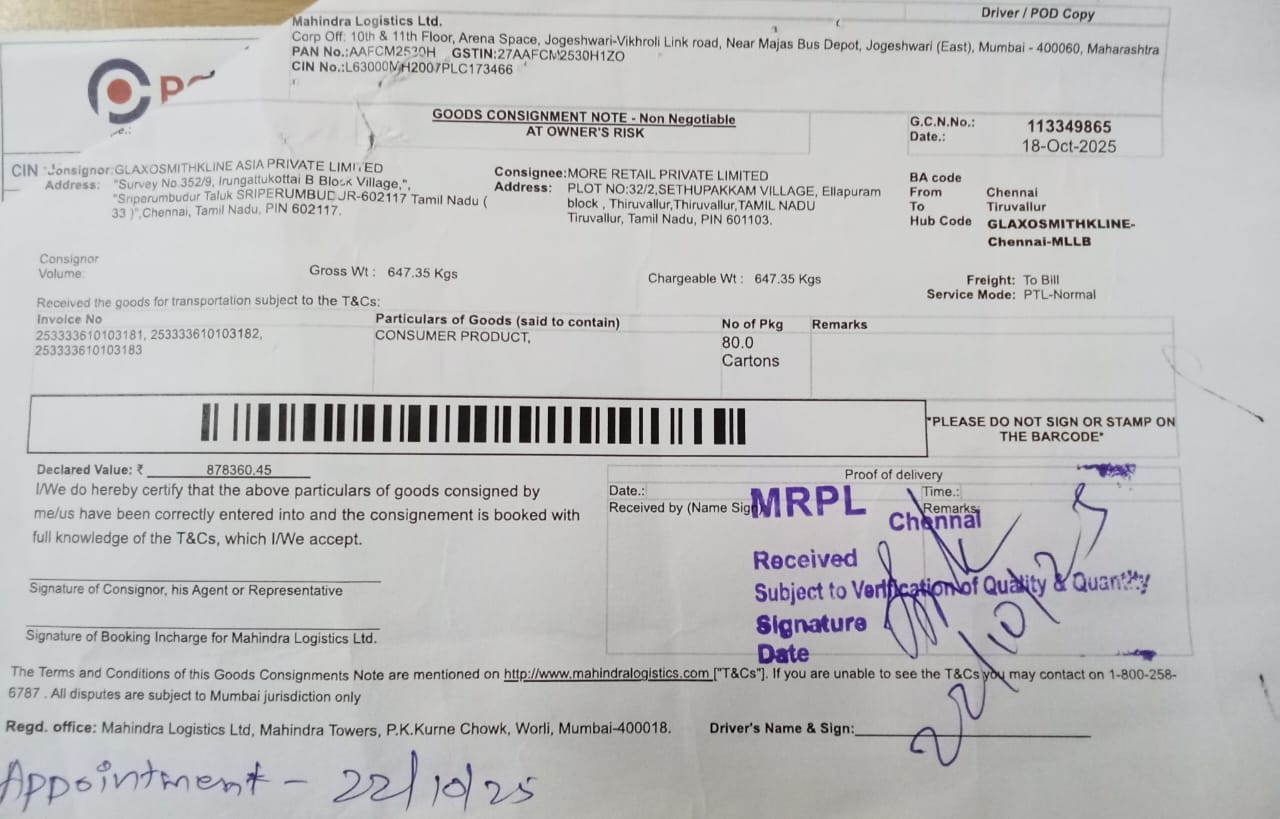 Driver / POD Copy
Mahindra Logistics Ltd.
Corp Off: 10th & 11th Floor, Arena Space, Jogeshwari-Vikhroli Link road, Near Majas Bus Depot, Jogeshwari (East), Mumbai - 400060, Maharashtra
PAN No.:AAFCM2530H GSTIN:27AAFCM2530H1ZO
CIN No.:L63000MH2007PLC173466
GOODS CONSIGNMENT NOTE - Non Negotiable
AT OWNER'S RISK
G.C.N.No.: 113349865
Date.: 18-Oct-2025
CIN :
Consignor:GLAXOSMITHKLINE ASIA PRIVATE LIMITED
Address: "Survey No.352/9, Irungattukottai B Block Village,",
"Sriperumbudur Taluk SRIPERUMBUDUR-602117 Tamil Nadu (
33 )",Chennai, Tamil Nadu, PIN 602117.
Consignee:MORE RETAIL PRIVATE LIMITED
Address: PLOT NO:32/2,SETHUPAKKAM VILLAGE, Ellapuram
block , Thiruvallur,Thiruvallur,TAMIL NADU
Tiruvallur, Tamil Nadu, PIN 601103.
BA code
From Chennai
To Tiruvallur
Hub Code GLAXOSMITHKLINE-
Chennai-MLLB
Consignor
Volume:
Gross Wt : 647.35 Kgs
Chargeable Wt : 647.35 Kgs
Freight: To Bill
Service Mode: PTL-Normal
Received the goods for transportation subject to the T&Cs:
Invoice No Particulars of Goods (said to contain) No of Pkg Remarks
253333610103181, 253333610103182, CONSUMER PRODUCT, 80.0
253333610103183 Cartons
*PLEASE DO NOT SIGN OR STAMP ON
THE BARCODE*
Declared Value: ₹ 878360.45
I/We do hereby certify that the above particulars of goods consigned by
me/us have been correctly entered into and the consignement is booked with
full knowledge of the T&Cs, which I/We accept.
Signature of Consignor, his Agent or Representative
Signature of Booking Incharge for Mahindra Logistics Ltd.
Proof of delivery
Date.: Time.:
Received by (Name Sign) Remarks
MRPL Chennai
Received
Subject to Verification of Quality & Quantity
Signature
Date
22/10/25
The Terms and Conditions of this Goods Consignments Note are mentioned on http://www.mahindralogistics.com ["T&Cs"]. If you are unable to see the T&Cs you may contact on 1-800-258-
6787 . All disputes are subject to Mumbai jurisdiction only
Regd. office: Mahindra Logistics Ltd, Mahindra Towers, P.K.Kurne Chowk, Worli, Mumbai-400018.
Driver's Name & Sign:
Appointment - 22/10/25